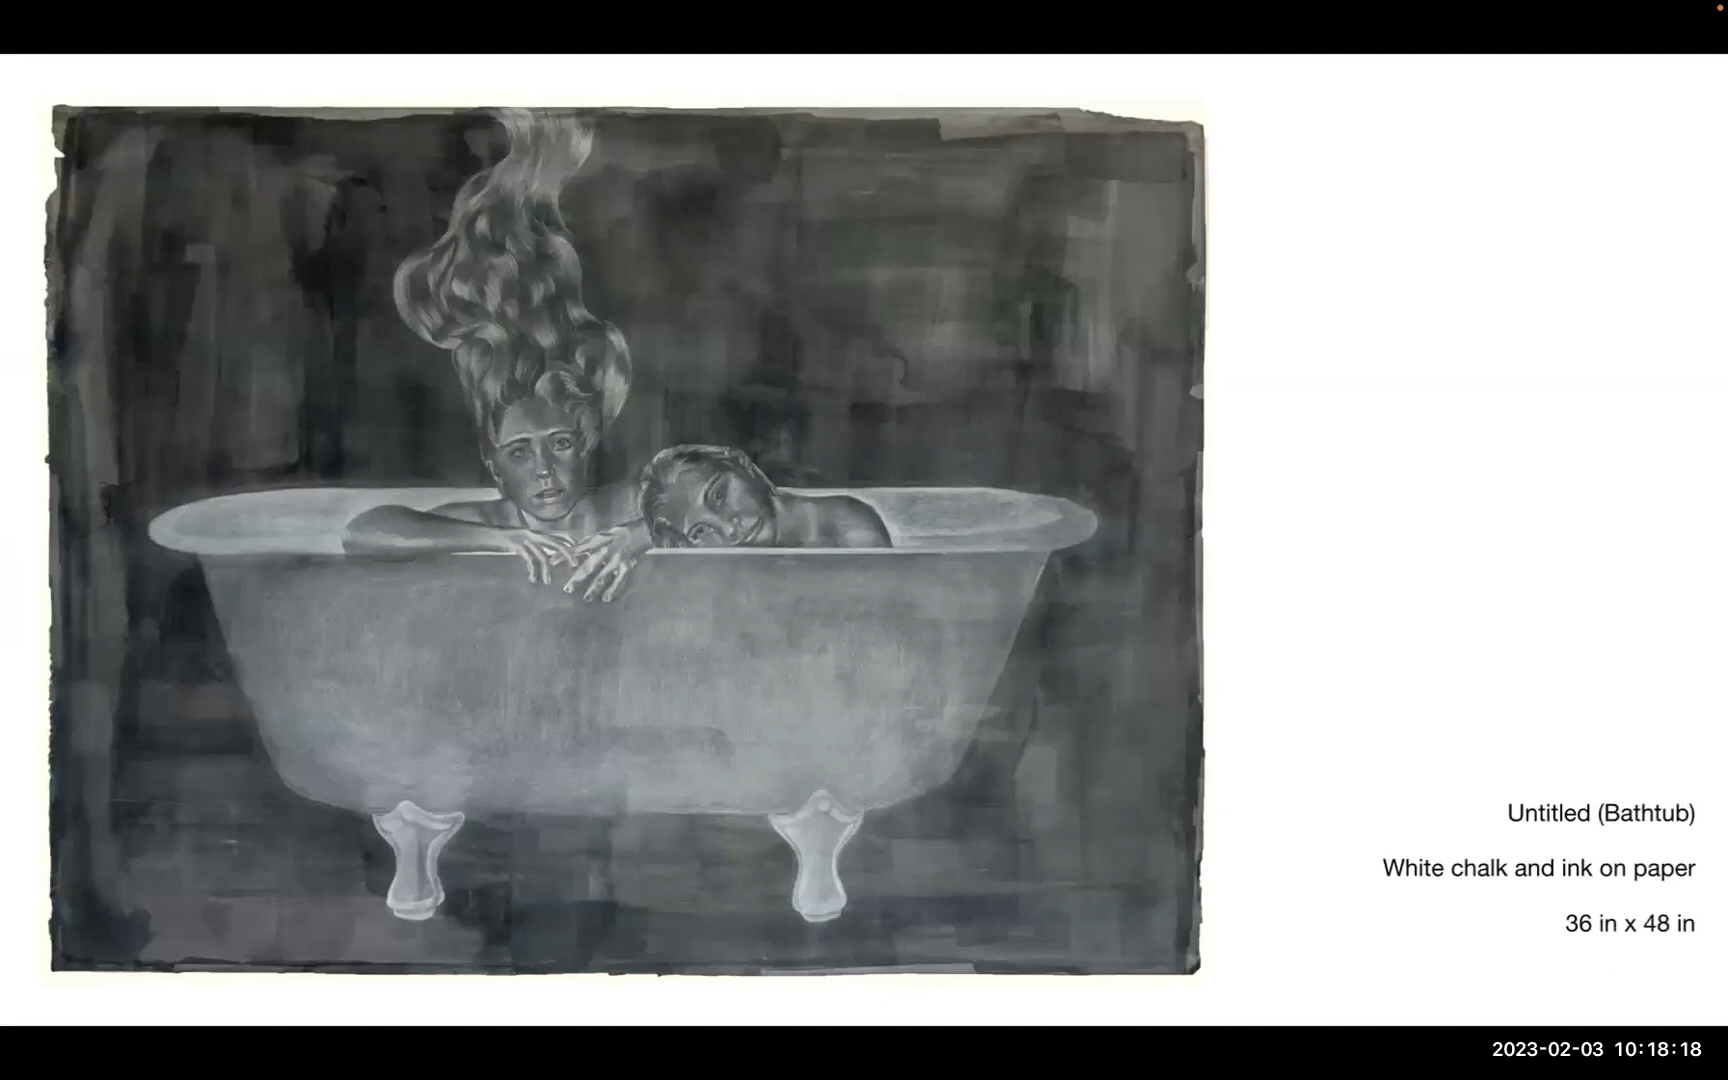 Untitled (Bathtub)
White chalk and ink on paper
36 in x 48 in
2023-02-03 10:18:18